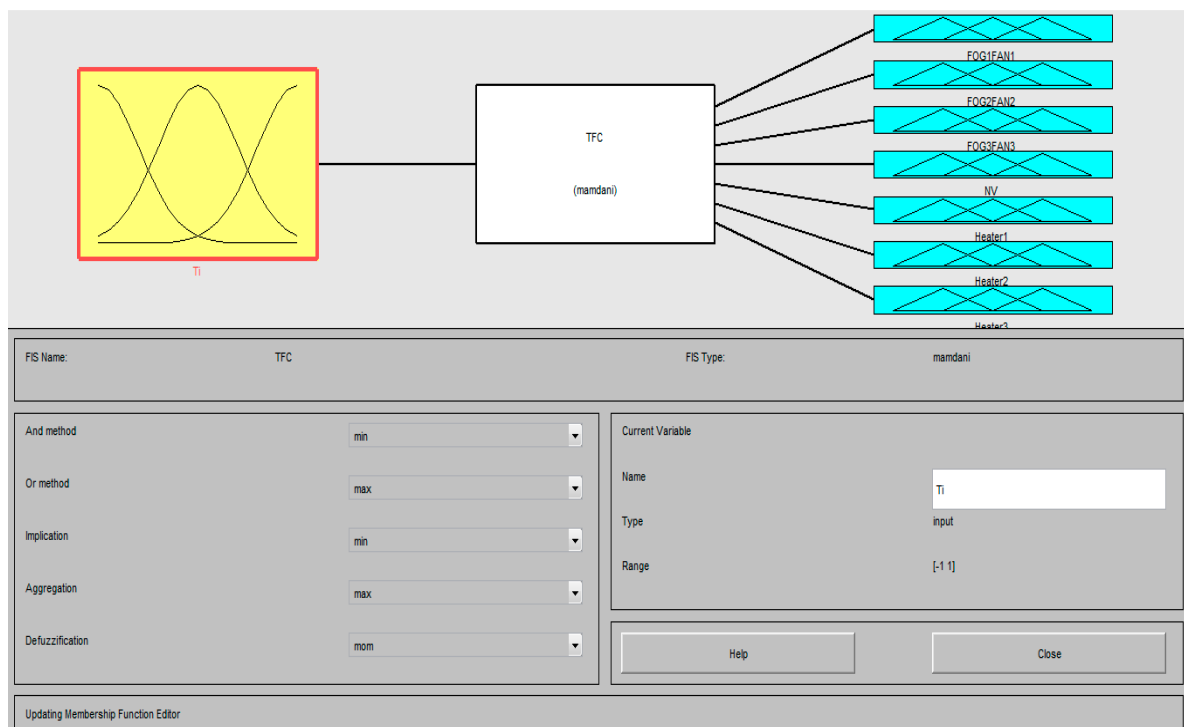 FOG1FAN1
FOG2FAN2
FOG3FAN3
NV
Heater1
Heater2
Heater3
TFC
(mamdani)
Ti
FIS Name: TFC FIS Type: mamdani
And method min
Or method max
Implication min
Aggregation max
Defuzzification mom
Current Variable
Name Ti
Type input
Range [-1 1]
Help Close
Updating Membership Function Editor